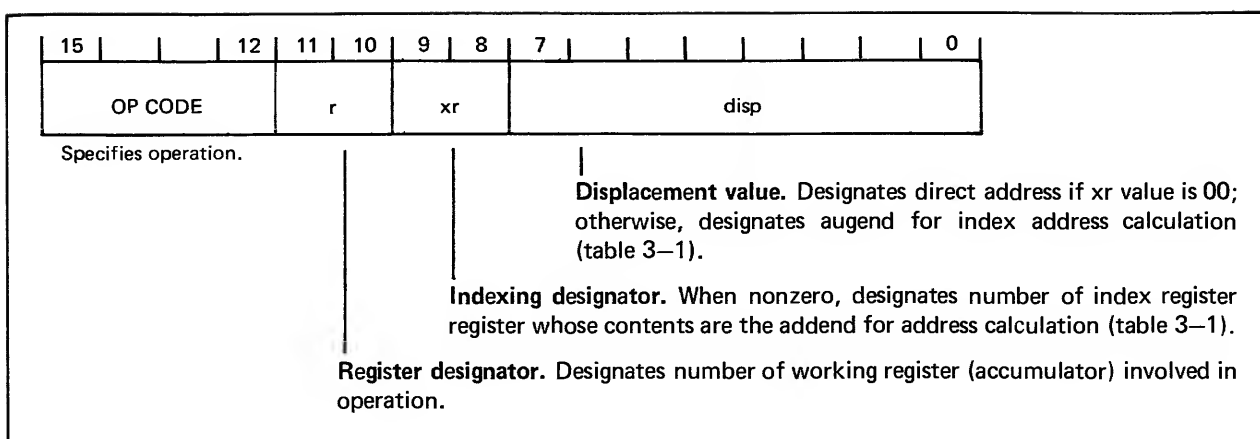 15 12 11 10 9 8 7 0
OP CODE r xr disp
Specifies operation.
Displacement value. Designates direct address if xr value is 00;
otherwise, designates augend for index address calculation
(table 3—1).
Indexing designator. When nonzero, designates number of index register
register whose contents are the addend for address calculation (table 3—1).
Register designator. Designates number of working register (accumulator) involved in
operation.